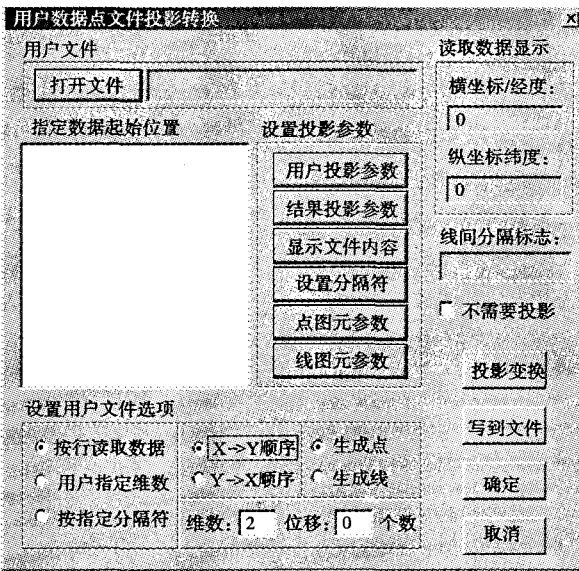 用户数据点文件投影转换
用户文件
打开文件
指定数据起始位置
设置投影参数
用户投影参数
结果投影参数
显示文件内容
设置分隔符
点图元参数
线图元参数
读取数据显示
横坐标/经度：
0
纵坐标纬度：
0
线间分隔标志：
不需要投影
投影变换
写到文件
确定
取消
设置用户文件选项
按行读取数据
用户指定维数
按指定分隔符
X->Y顺序
Y->X顺序
生成点
生成线
维数：2 位移：0 个数